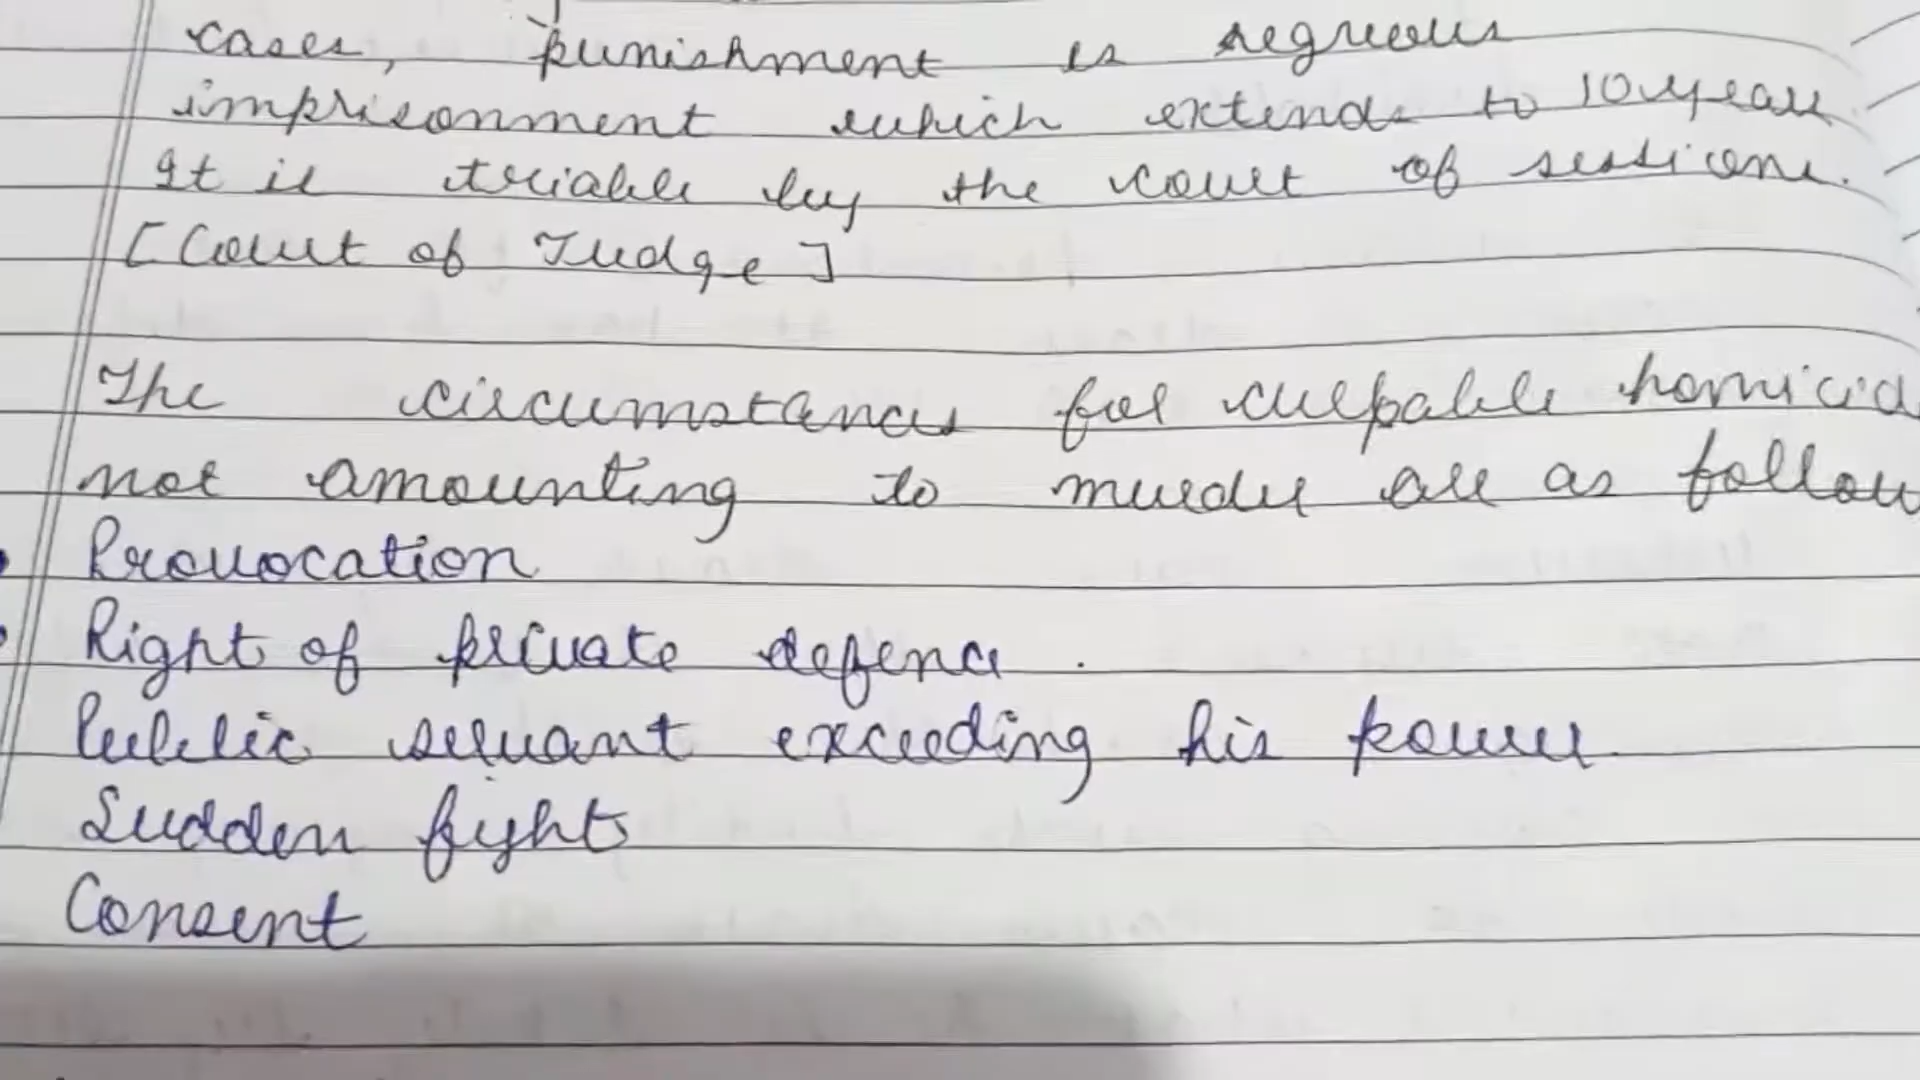 cases, punishment is regreous
imprisonment which extends to 10 years.
It is triable by the court of sessions.
[Court of Judge]
The circumstances for culpable homicid
not amounting to murder are as follow
Provocation
Right of private defence.
Public servant exceeding his power
Sudden fight
Consent